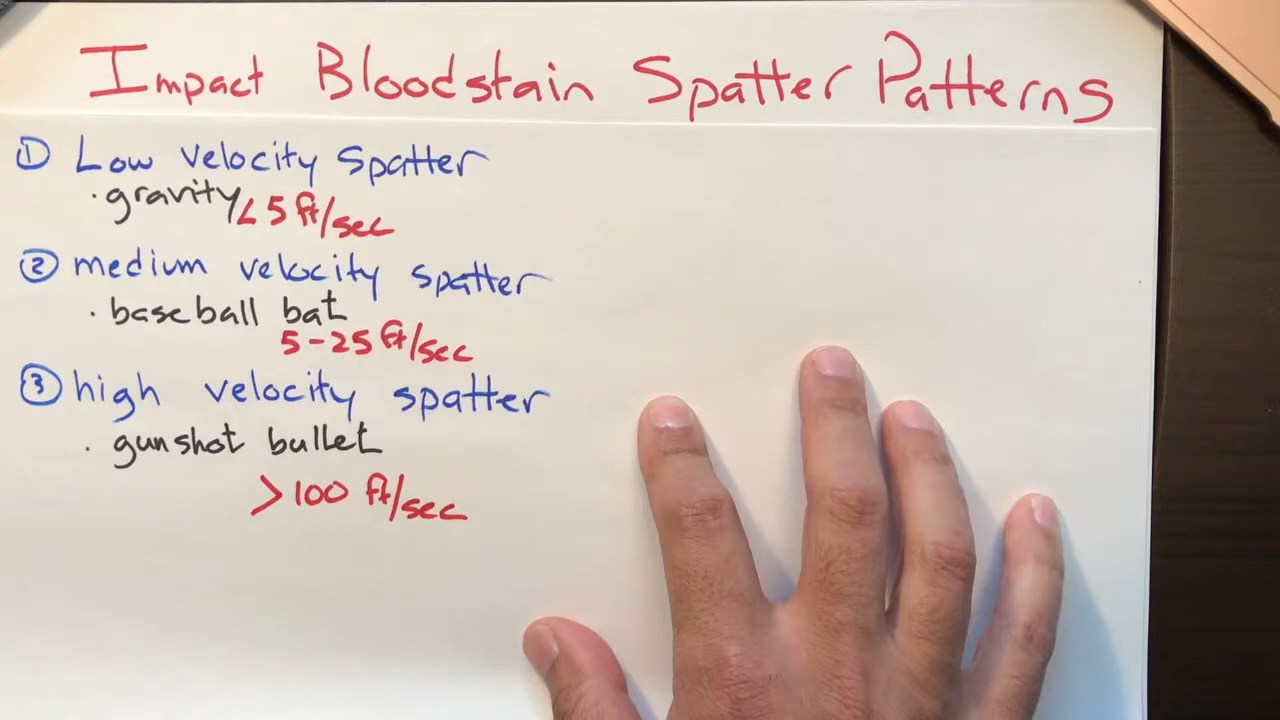 Impact Bloodstain Spatter Patterns
① Low velocity spatter
· gravity < 5 ft/sec
② medium velocity spatter
· baseball bat
5-25 ft/sec
③ high velocity spatter
· gunshot bullet
> 100 ft/sec